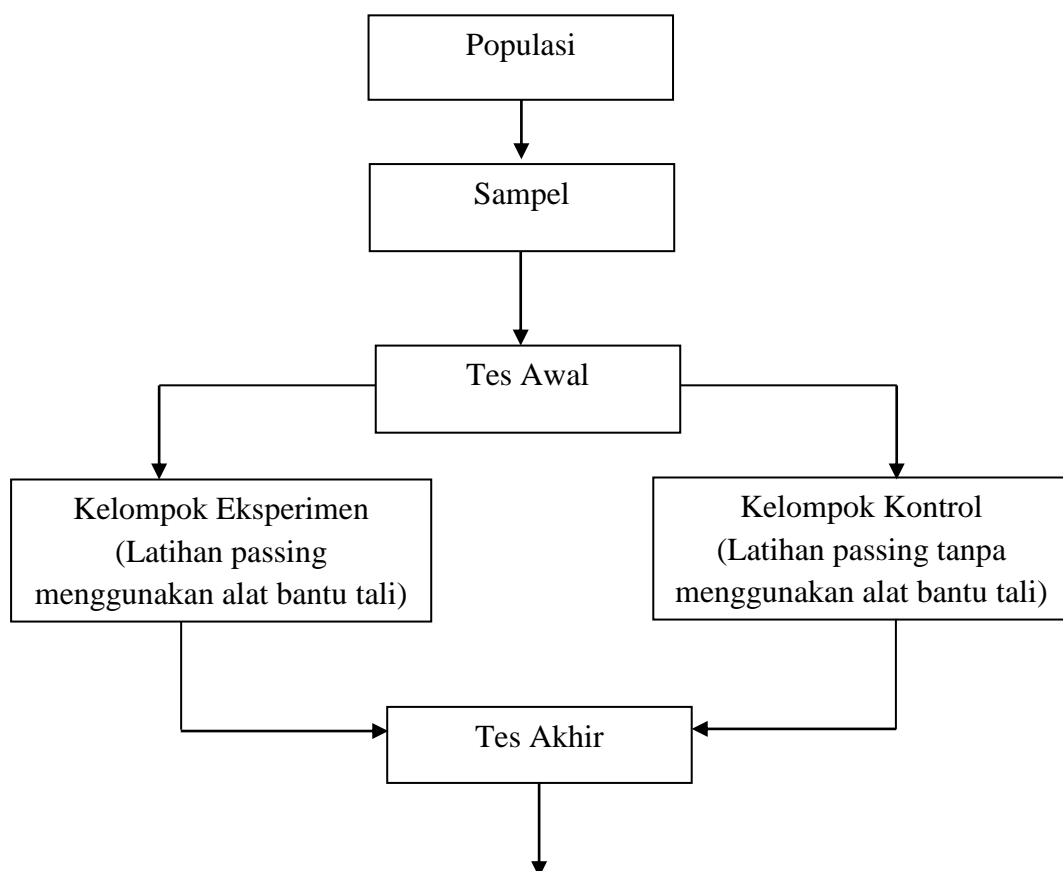 Populasi
Sampel
Tes Awal
Kelompok Eksperimen
(Latihan passing
menggunakan alat bantu tali)
Kelompok Kontrol
(Latihan passing tanpa
menggunakan alat bantu tali)
Tes Akhir